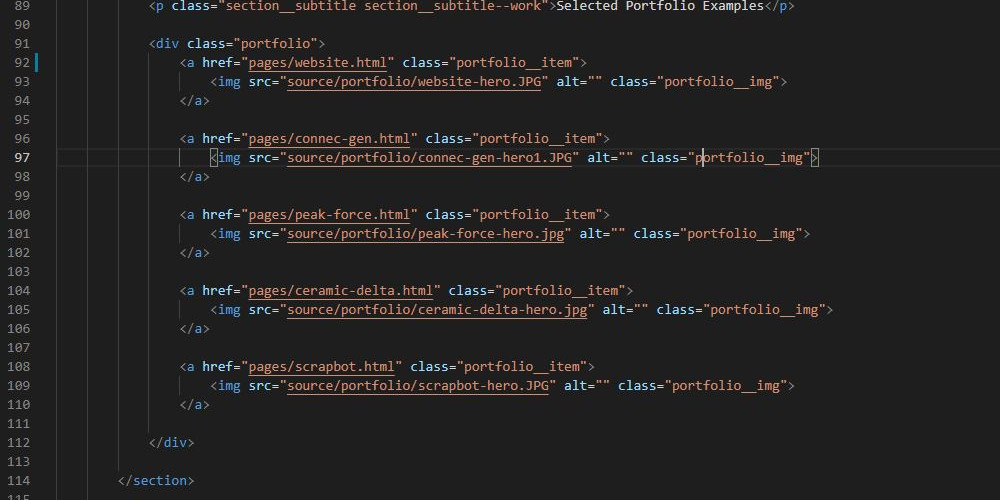 89 <p class="section__subtitle section__subtitle--work">Selected Portfolio Examples</p>
90
91 <div class="portfolio">
92 <a href="pages/website.html" class="portfolio__item">
93 <img src="source/portfolio/website-hero.JPG" alt="" class="portfolio__img">
94 </a>
95
96 <a href="pages/connec-gen.html" class="portfolio__item">
97 <img src="source/portfolio/connec-gen-hero1.JPG" alt="" class="portfolio__img">
98 </a>
99
100 <a href="pages/peak-force.html" class="portfolio__item">
101 <img src="source/portfolio/peak-force-hero.jpg" alt="" class="portfolio__img">
102 </a>
103
104 <a href="pages/ceramic-delta.html" class="portfolio__item">
105 <img src="source/portfolio/ceramic-delta-hero.jpg" alt="" class="portfolio__img">
106 </a>
107
108 <a href="pages/scrapbot.html" class="portfolio__item">
109 <img src="source/portfolio/scrapbot-hero.JPG" alt="" class="portfolio__img">
110 </a>
111
112 </div>
113
114 </section>
115